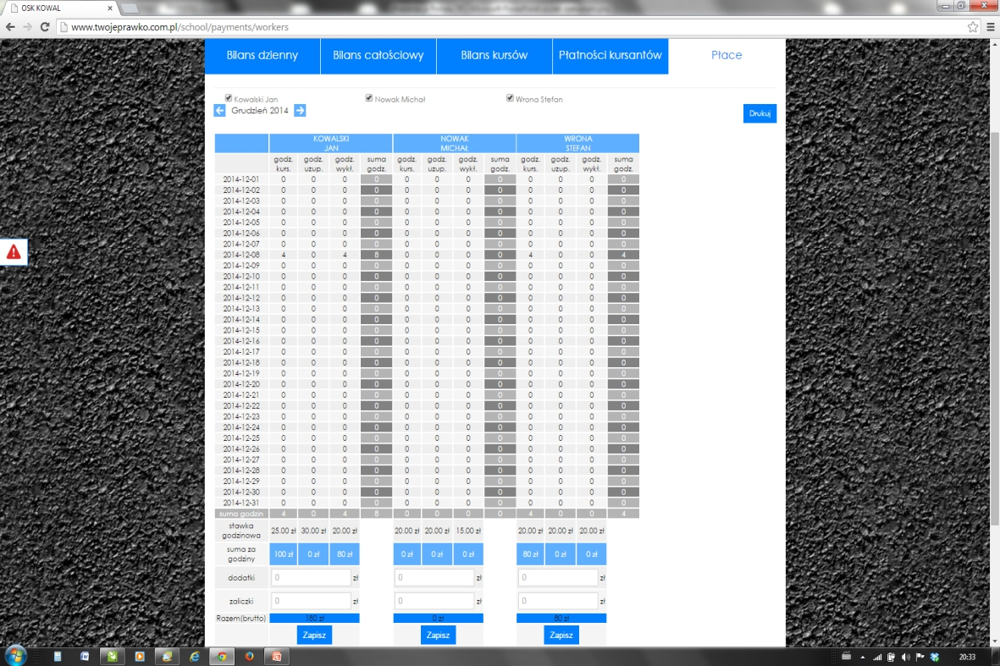 OSK KOWAL
www.twojeprawko.com.pl/school/payments/workers
Bilans dzienny Bilans całościowy Bilans kursów Płatności kursantów Płace
Kowalski Jan Nowak Michał Wrona Stefan
Grudzień 2014
Drukuj
KOWALSKI NOWAK WRONA
JAN MICHAŁ STEFAN
godz. godz. godz. suma godz. godz. godz. suma godz. godz. godz. suma
kurs. uzup. wykł. godz. kurs. uzup. wykł. godz. kurs. uzup. wykł. godz.
2014-12-01 0 0 0 0 0 0 0 0 0 0 0 0
2014-12-02 0 0 0 0 0 0 0 0 0 0 0 0
2014-12-03 0 0 0 0 0 0 0 0 0 0 0 0
2014-12-04 0 0 0 0 0 0 0 0 0 0 0 0
2014-12-05 0 0 0 0 0 0 0 0 0 0 0 0
2014-12-06 0 0 0 0 0 0 0 0 0 0 0 0
2014-12-07 0 0 0 0 0 0 0 0 0 0 0 0
2014-12-08 4 0 4 8 0 0 0 0 4 0 0 4
2014-12-09 0 0 0 0 0 0 0 0 0 0 0 0
2014-12-10 0 0 0 0 0 0 0 0 0 0 0 0
2014-12-11 0 0 0 0 0 0 0 0 0 0 0 0
2014-12-12 0 0 0 0 0 0 0 0 0 0 0 0
2014-12-13 0 0 0 0 0 0 0 0 0 0 0 0
2014-12-14 0 0 0 0 0 0 0 0 0 0 0 0
2014-12-15 0 0 0 0 0 0 0 0 0 0 0 0
2014-12-16 0 0 0 0 0 0 0 0 0 0 0 0
2014-12-17 0 0 0 0 0 0 0 0 0 0 0 0
2014-12-18 0 0 0 0 0 0 0 0 0 0 0 0
2014-12-19 0 0 0 0 0 0 0 0 0 0 0 0
2014-12-20 0 0 0 0 0 0 0 0 0 0 0 0
2014-12-21 0 0 0 0 0 0 0 0 0 0 0 0
2014-12-22 0 0 0 0 0 0 0 0 0 0 0 0
2014-12-23 0 0 0 0 0 0 0 0 0 0 0 0
2014-12-24 0 0 0 0 0 0 0 0 0 0 0 0
2014-12-25 0 0 0 0 0 0 0 0 0 0 0 0
2014-12-26 0 0 0 0 0 0 0 0 0 0 0 0
2014-12-27 0 0 0 0 0 0 0 0 0 0 0 0
2014-12-28 0 0 0 0 0 0 0 0 0 0 0 0
2014-12-29 0 0 0 0 0 0 0 0 0 0 0 0
2014-12-30 0 0 0 0 0 0 0 0 0 0 0 0
2014-12-31 0 0 0 0 0 0 0 0 0 0 0 0
suma godzin 4 0 4 8 0 0 0 0 4 0 0 4
stawka
godzinowa 25.00 zł 30.00 zł 20.00 zł 20.00 zł 20.00 zł 15.00 zł 20.00 zł 20.00 zł 20.00 zł
suma za
godziny 100 zł 0 zł 80 zł 0 zł 0 zł 0 zł 80 zł 0 zł 0 zł
dodatki 0 zł 0 zł 0 zł
zaliczki 0 zł 0 zł 0 zł
Razem(brutto) 180 zł 0 zł 80 zł
Zapisz Zapisz Zapisz
20:33